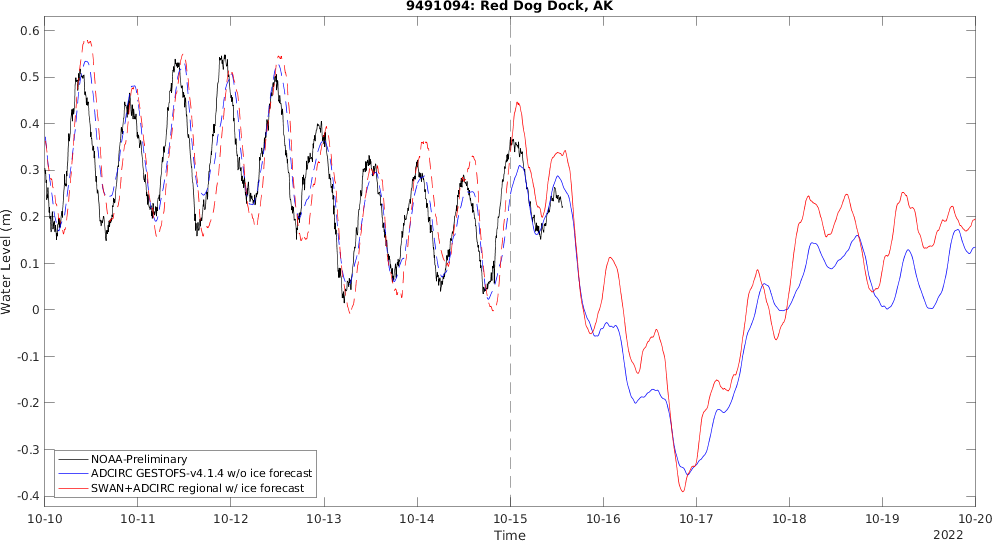 9491094: Red Dog Dock, AK
0.6
0.5
0.4
0.3
0.2
0.1
0
-0.1
-0.2
-0.3
-0.4
Water Level (m)
NOAA-Preliminary
ADCIRC GESTOFS-v4.1.4 w/o ice forecast
SWAN+ADCIRC regional w/ ice forecast
10-10 10-11 10-12 10-13 10-14 10-15 10-16 10-17 10-18 10-19 10-20
Time
2022